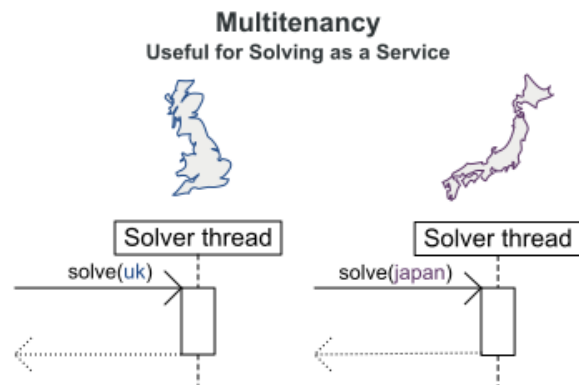 Multitenancy
Useful for Solving as a Service
Solver thread
Solver thread
solve(uk)
solve(japan)